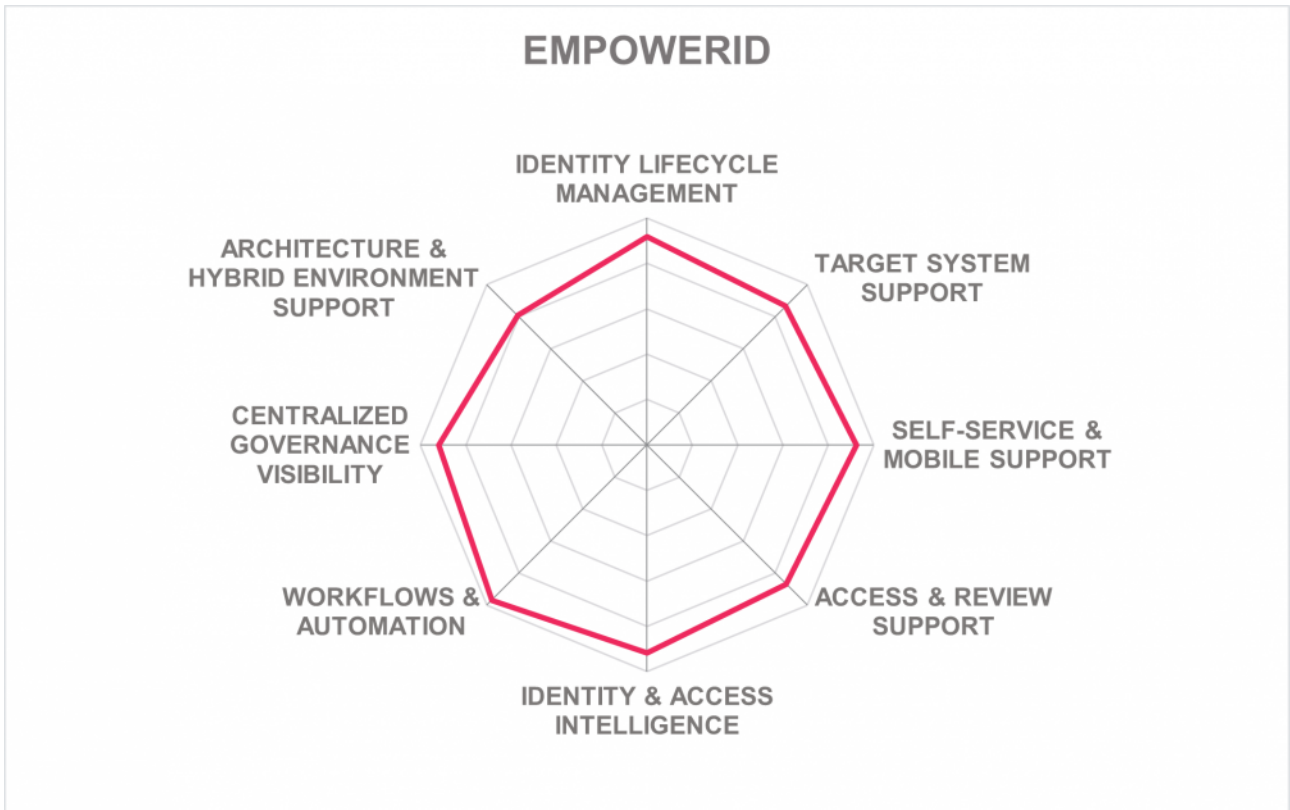 EMPOWERID
IDENTITY LIFECYCLE
MANAGEMENT
TARGET SYSTEM
SUPPORT
SELF-SERVICE &
MOBILE SUPPORT
ACCESS & REVIEW
SUPPORT
IDENTITY & ACCESS
INTELLIGENCE
WORKFLOWS &
AUTOMATION
CENTRALIZED
GOVERNANCE
VISIBILITY
ARCHITECTURE &
HYBRID ENVIRONMENT
SUPPORT